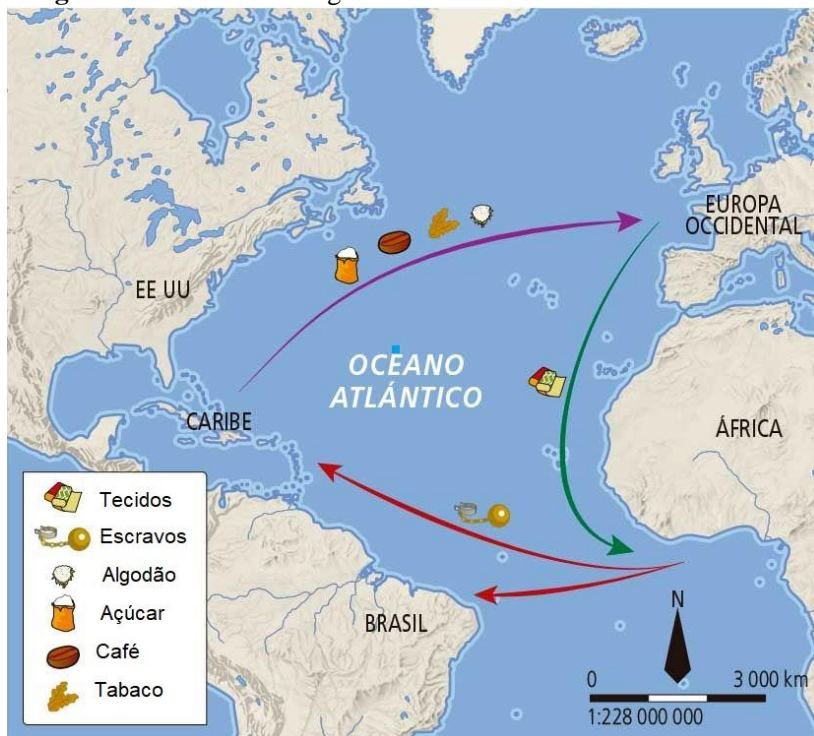 EUROPA
OCCIDENTAL
EE UU
OCEANO
ATLÁNTICO
CARIBE
ÁFRICA
BRASIL
Tecidos
Escravos
Algodão
Açúcar
Café
Tabaco
N
0 3 000 km
1:228 000 000